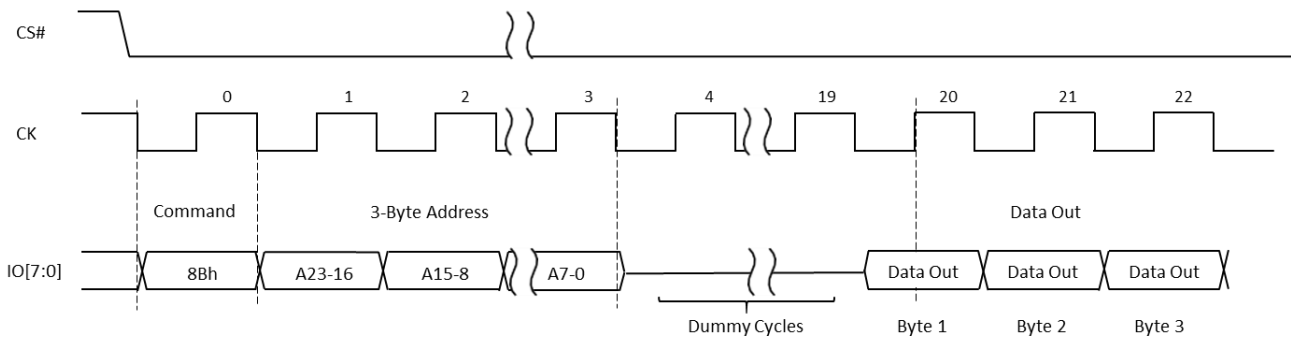 CS#
0 1 2 3 4 19 20 21 22
CK
Command 3-Byte Address Data Out
IO[7:0] 8Bh A23-16 A15-8 A7-0 Data Out Data Out Data Out
Dummy Cycles Byte 1 Byte 2 Byte 3